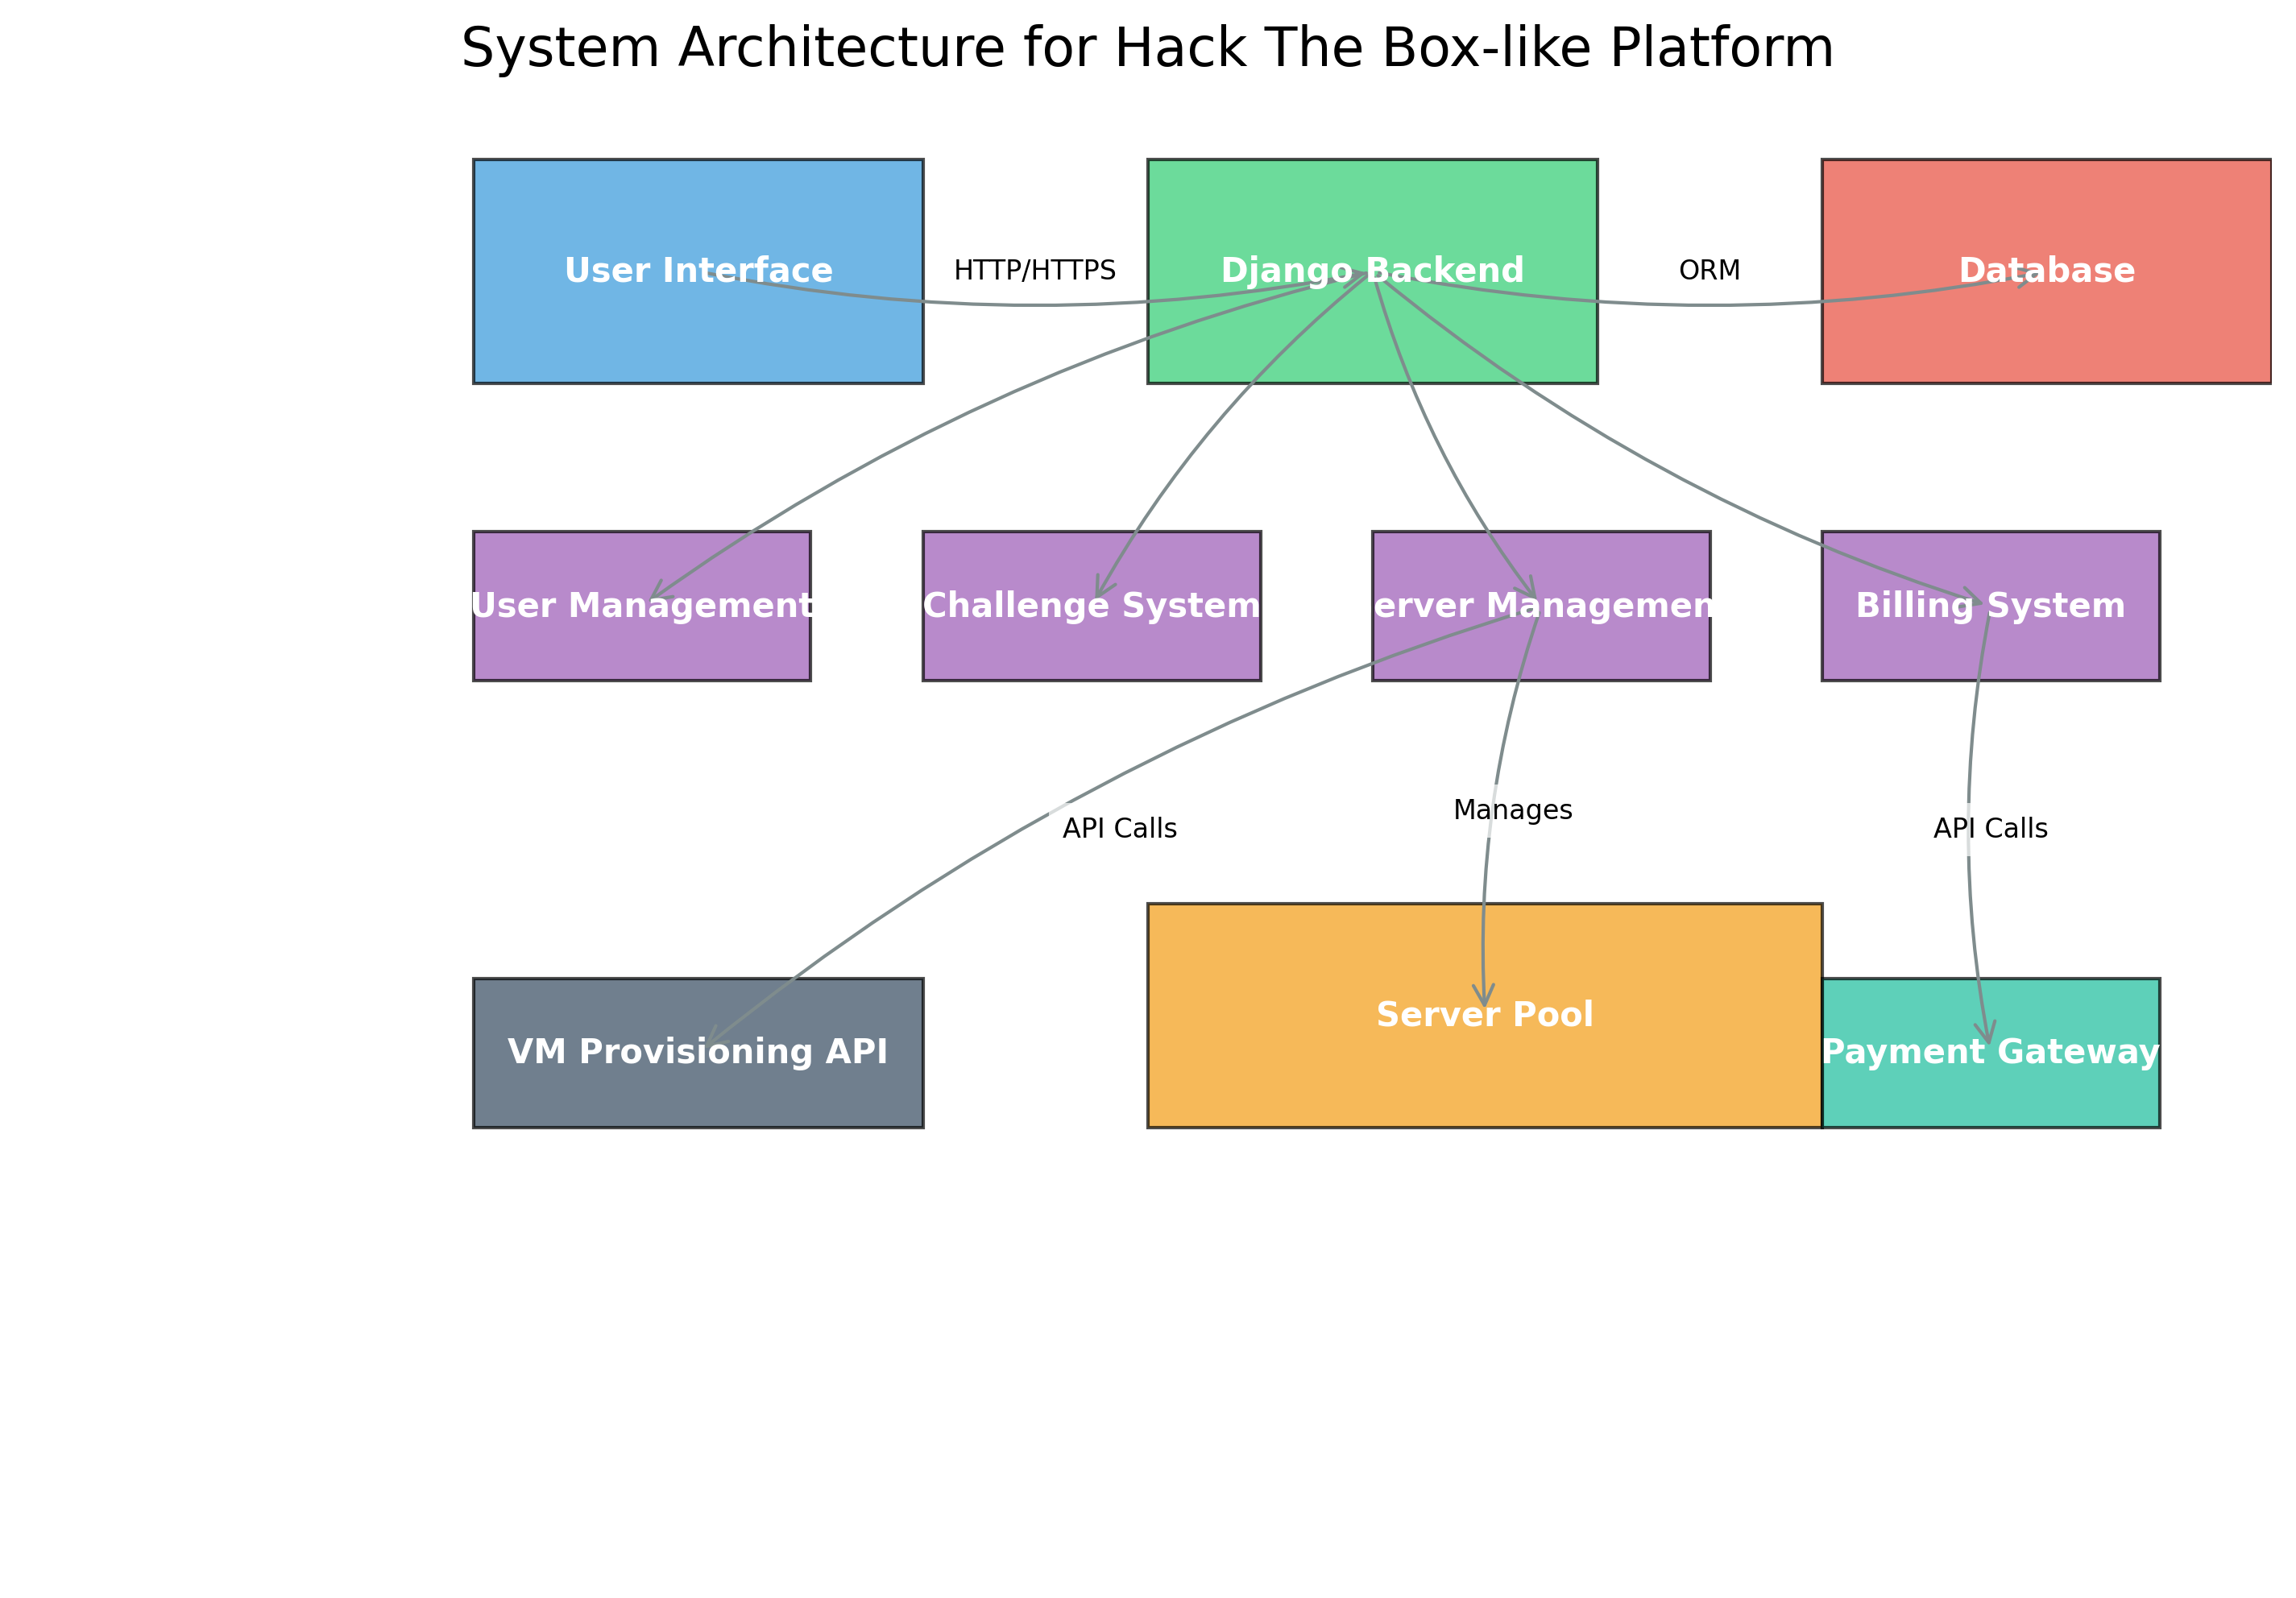 System Architecture for Hack The Box-like Platform
User Interface
HTTP/HTTPS
Django Backend
ORM
Database
User Management
Challenge System
erver Managemen
Billing System
API Calls
Manages
API Calls
VM Provisioning API
Server Pool
Payment Gateway